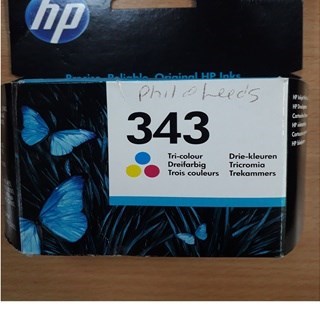 hp
Precise. Reliable. Original HP Inks
Phil @ Leeds
343
Tri-colour Drie-kleuren
Dreifarbig Tricromia
Trois couleurs Trekammers